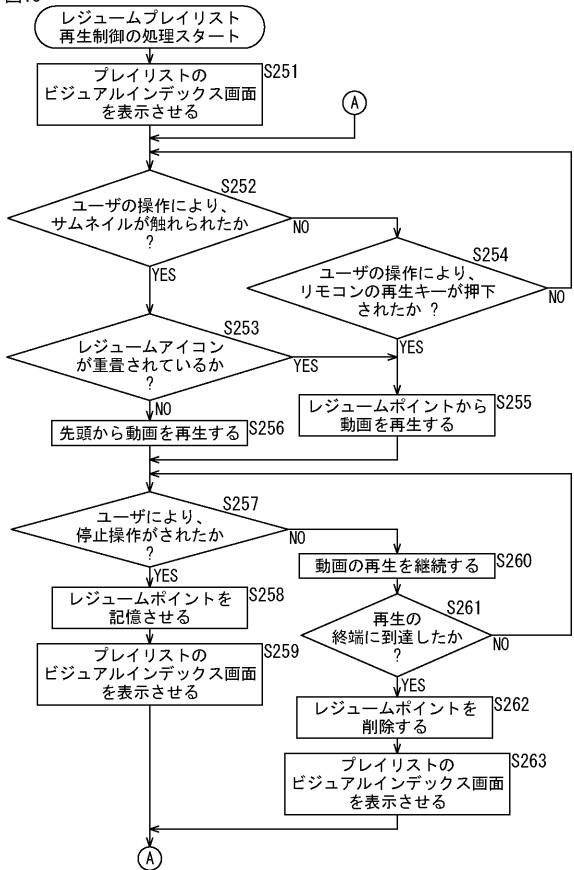 レジュームプレイリスト
再生制御の処理スタート
プレイリストの
ビジュアルインデックス画面
を表示させる
S251
A
S252
ユーザの操作により、
サムネイルが触れられたか
?
NO
YES
S254
ユーザの操作により、
リモコンの再生キーが押下
されたか ?
NO
YES
S253
レジュームアイコン
が重畳されているか
?
YES
NO
レジュームポイントから
動画を再生する
S255
先頭から動画を再生する
S256
S257
ユーザにより、
停止操作がされたか
?
NO
YES
動画の再生を継続する
S260
レジュームポイントを
記憶させる
S258
S261
再生の
終端に到達したか
?
NO
YES
プレイリストの
ビジュアルインデックス画面
を表示させる
S259
レジュームポイントを
削除する
S262
プレイリストの
ビジュアルインデックス画面
を表示させる
S263
A